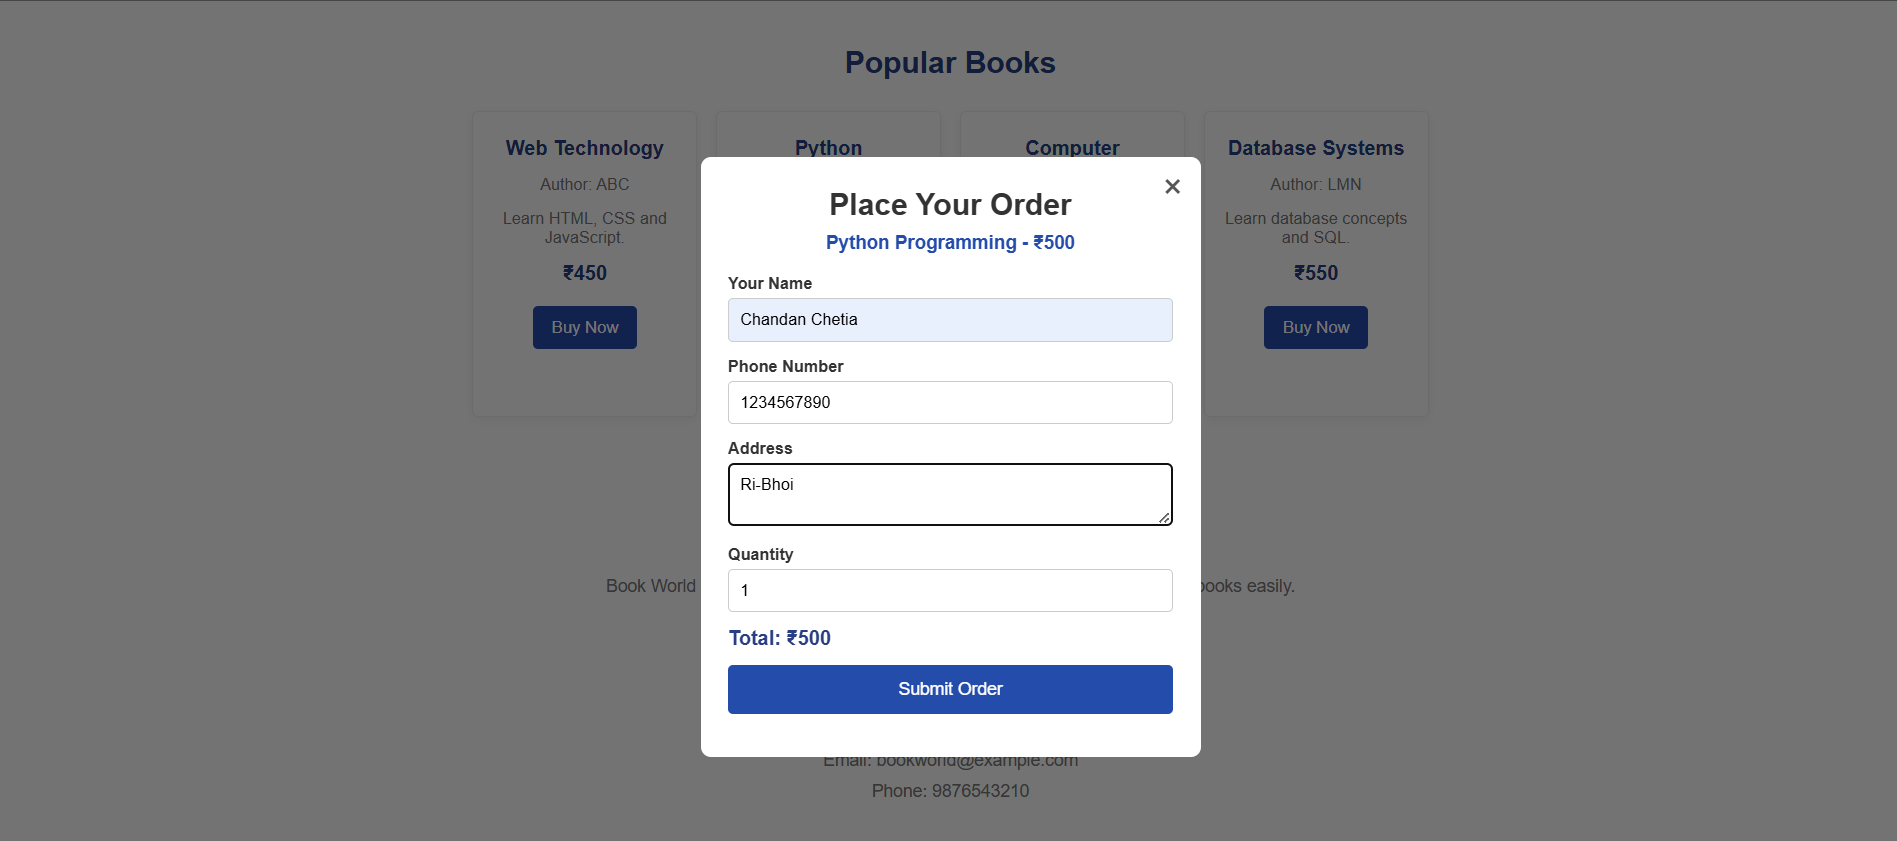 Popular Books
Web Technology
Author: ABC
Learn HTML, CSS and
JavaScript.
₹450
Buy Now
Python
Computer
Database Systems
Author: LMN
Learn database concepts
and SQL.
₹550
Buy Now
×
Place Your Order
Python Programming - ₹500
Your Name
Chandan Chetia
Phone Number
1234567890
Address
Ri-Bhoi
Quantity
1
Total: ₹500
Submit Order
Book World
books easily.
Email: bookworld@example.com
Phone: 9876543210